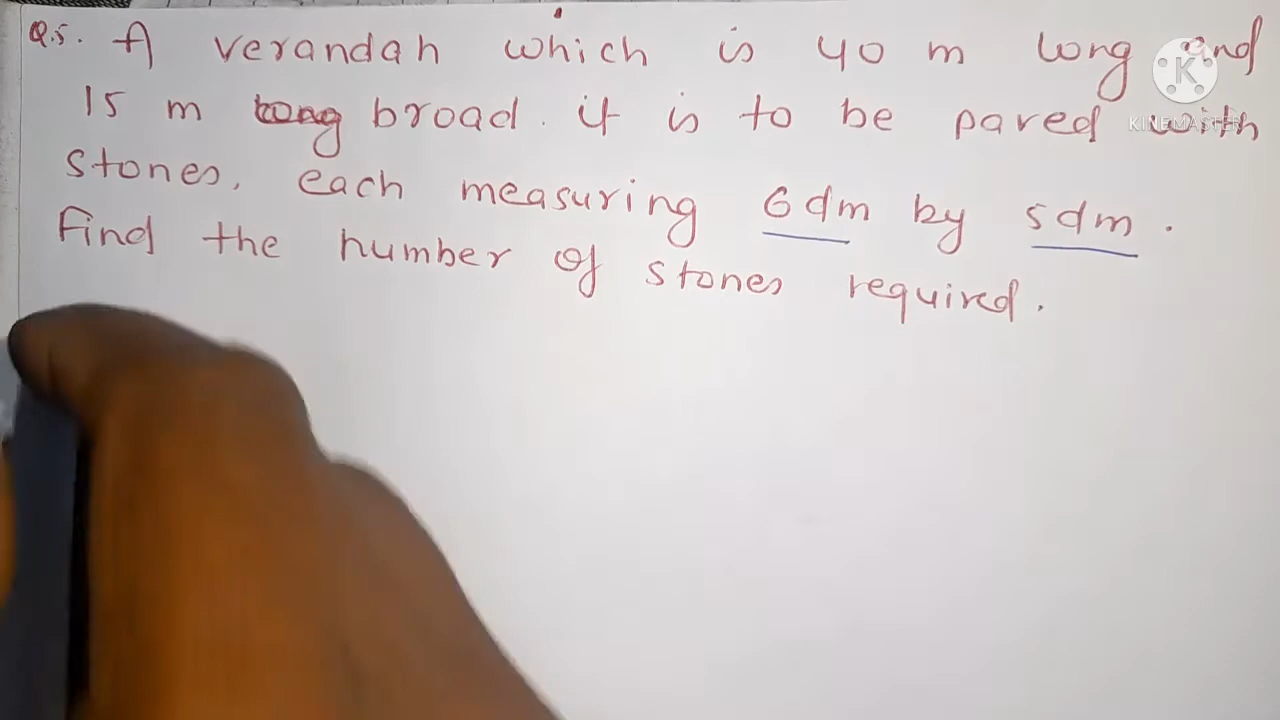 Q.5. A verandah which is 40 m long and
15 m long broad. it is to be paved with
stones, each measuring 6 dm by 5 dm.
Find the number of stones required.
K
KINEMASTER